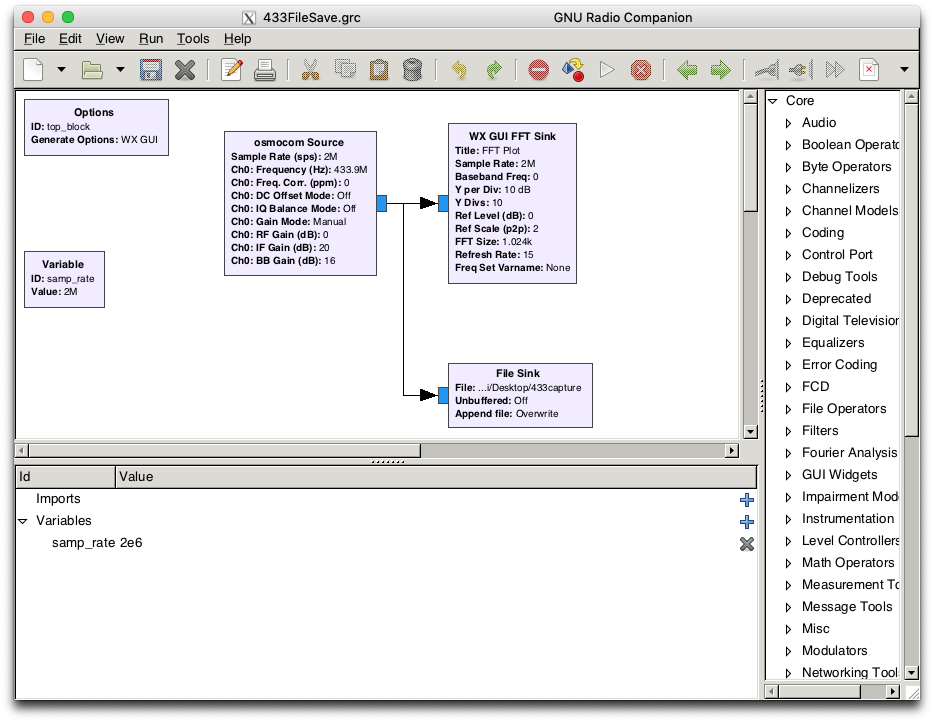 433FileSave.grc GNU Radio Companion
File Edit View Run Tools Help
Options
ID: top_block
Generate Options: WX GUI
Variable
ID: samp_rate
Value: 2M
osmocom Source
Sample Rate (sps): 2M
Ch0: Frequency (Hz): 433.9M
Ch0: Freq. Corr. (ppm): 0
Ch0: DC Offset Mode: Off
Ch0: IQ Balance Mode: Off
Ch0: Gain Mode: Manual
Ch0: RF Gain (dB): 0
Ch0: IF Gain (dB): 20
Ch0: BB Gain (dB): 16
WX GUI FFT Sink
Title: FFT Plot
Sample Rate: 2M
Baseband Freq: 0
Y per Div: 10 dB
Y Divs: 10
Ref Level (dB): 0
Ref Scale (p2p): 2
FFT Size: 1.024k
Refresh Rate: 15
Freq Set Varname: None
File Sink
File: ...i/Desktop/433capture
Unbuffered: Off
Append file: Overwrite
Core
Audio
Boolean Operato
Byte Operators
Channelizers
Channel Models
Coding
Control Port
Debug Tools
Deprecated
Digital Television
Equalizers
Error Coding
FCD
File Operators
Filters
Fourier Analysis
GUI Widgets
Impairment Mod
Instrumentation
Level Controllers
Math Operators
Measurement To
Message Tools
Misc
Modulators
Networking Tool
Id Value
Imports
Variables
samp_rate 2e6